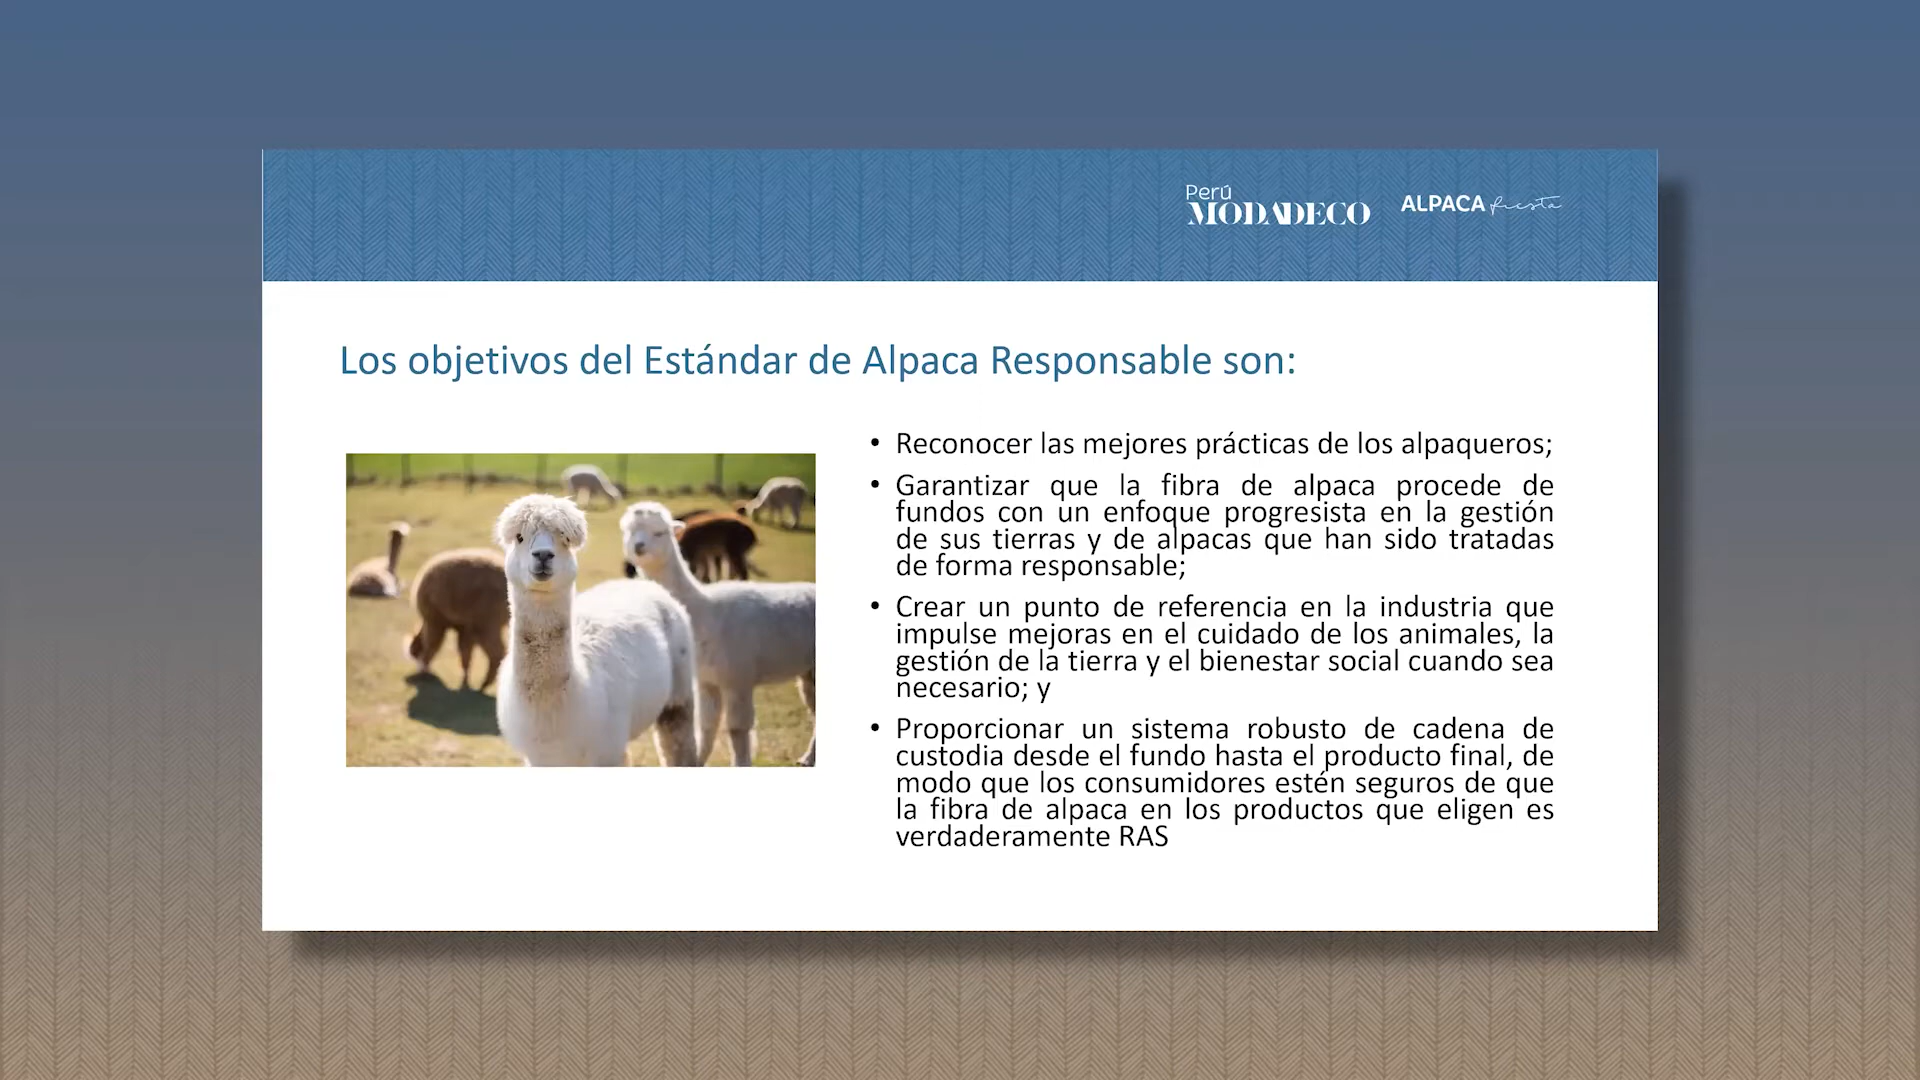 Perú
MODADECO
ALPACA fiesta
Los objetivos del Estándar de Alpaca Responsable son:
• Reconocer las mejores prácticas de los alpaqueros;
• Garantizar que la fibra de alpaca procede de
fundos con un enfoque progresista en la gestión
de sus tierras y de alpacas que han sido tratadas
de forma responsable;
• Crear un punto de referencia en la industria que
impulse mejoras en el cuidado de los animales, la
gestión de la tierra y el bienestar social cuando sea
necesario; y
• Proporcionar un sistema robusto de cadena de
custodia desde el fundo hasta el producto final, de
modo que los consumidores estén seguros de que
la fibra de alpaca en los productos que eligen es
verdaderamente RAS